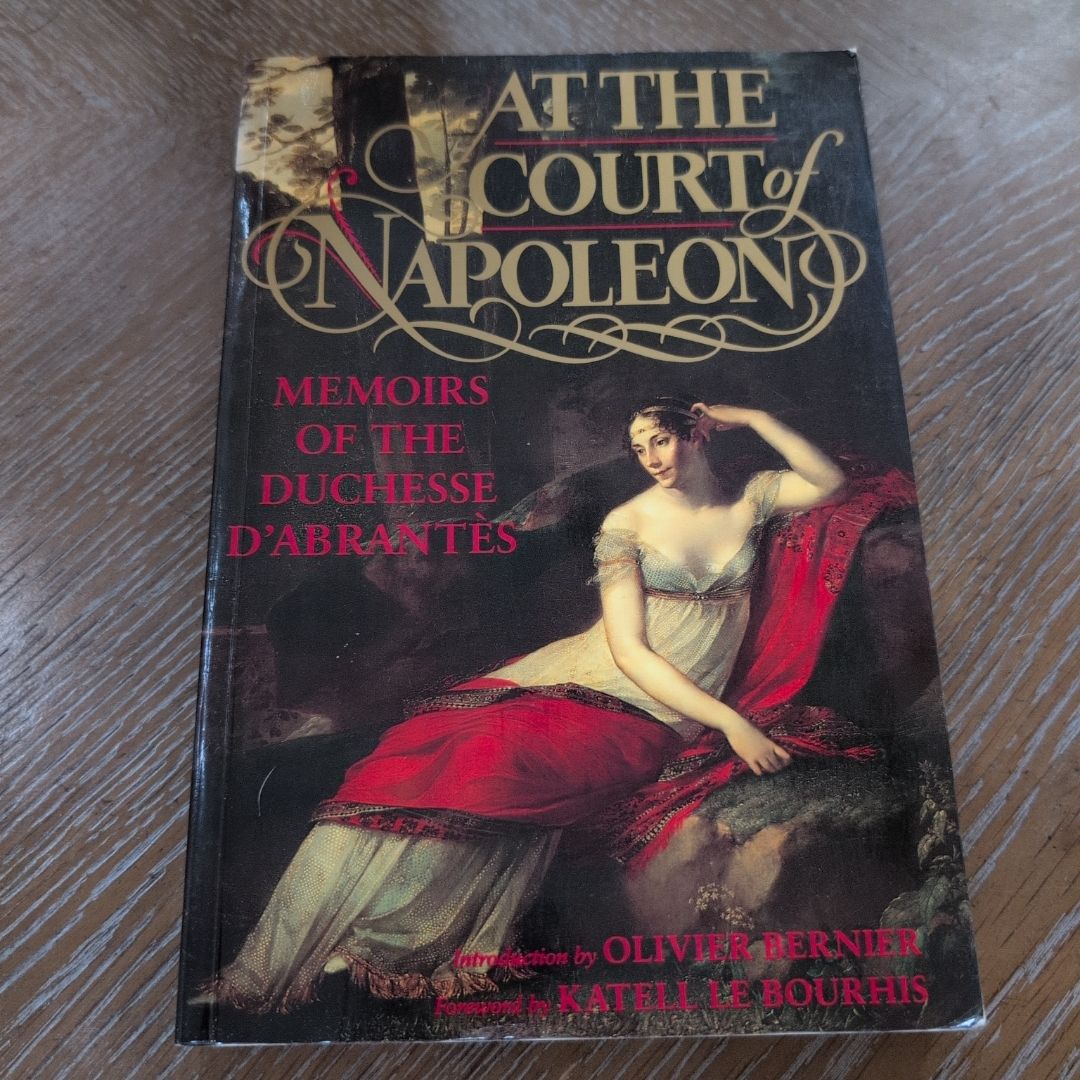 AT THE
COURT of
NAPOLEON
MEMOIRS
OF THE
DUCHESSE
D'ABRANTÈS
Introduction by OLIVIER BERNIER
Foreword by KATELL LE BOURHIS